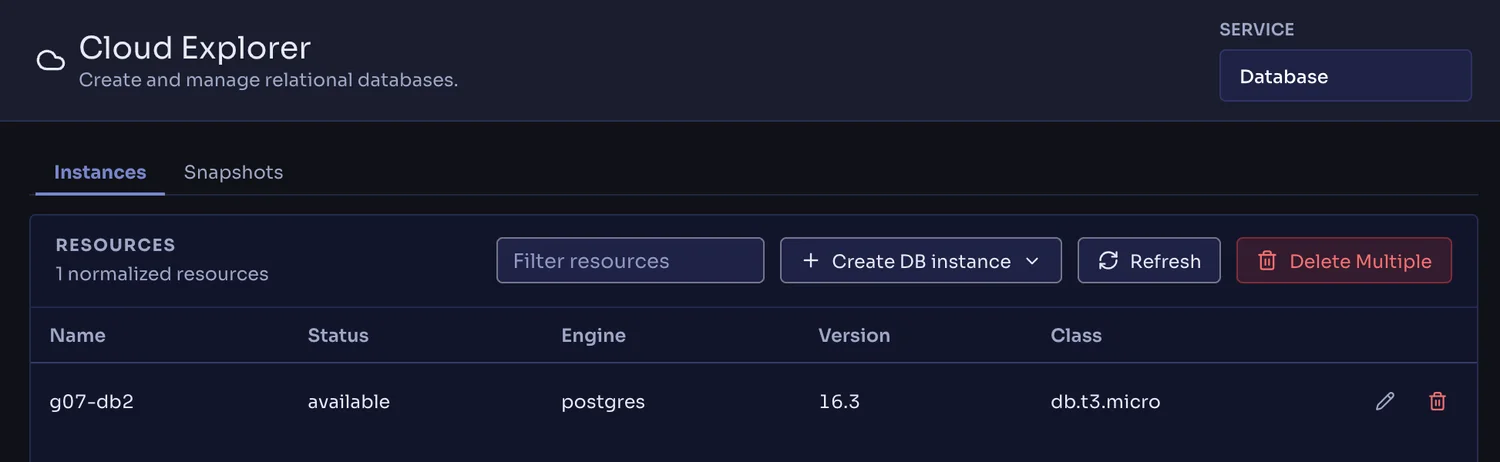 Cloud Explorer
Create and manage relational databases.
SERVICE
Database
Instances
Snapshots
RESOURCES
1 normalized resources
Filter resources
Create DB instance
Refresh
Delete Multiple
Name Status Engine Version Class
g07-db2 available postgres 16.3 db.t3.micro